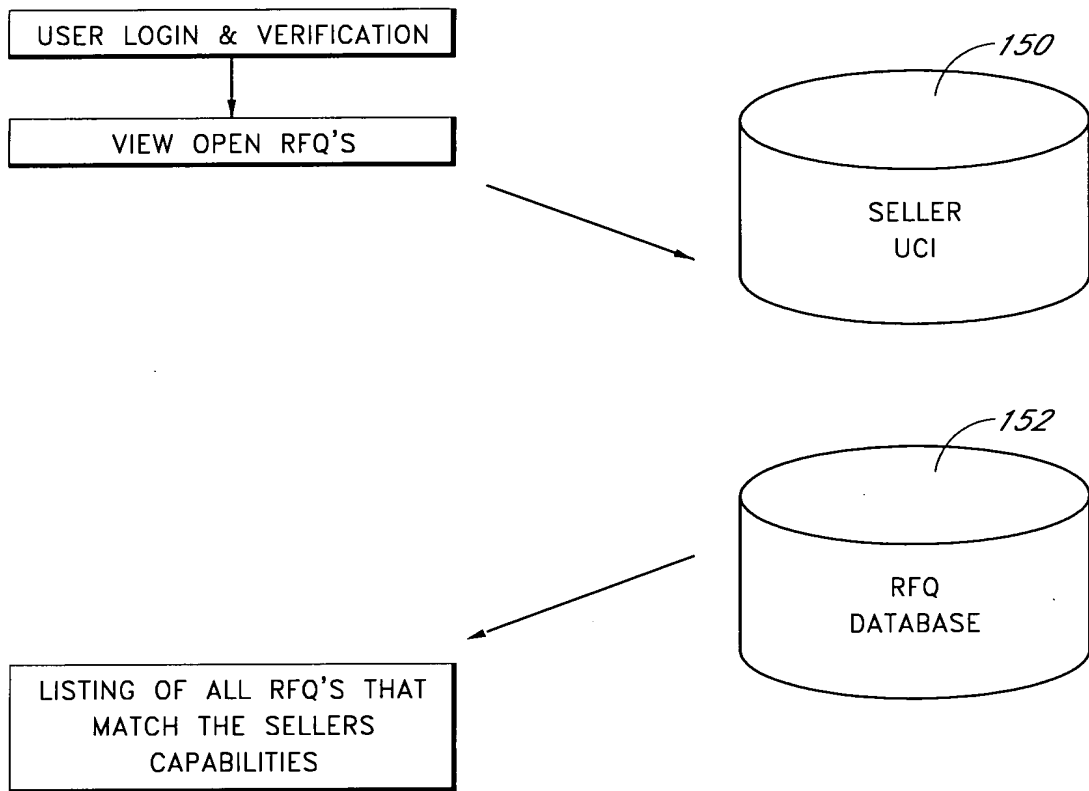 USER LOGIN & VERIFICATION
VIEW OPEN RFQ'S
150
SELLER
UCI
152
RFQ
DATABASE
LISTING OF ALL RFQ'S THAT
MATCH THE SELLERS
CAPABILITIES